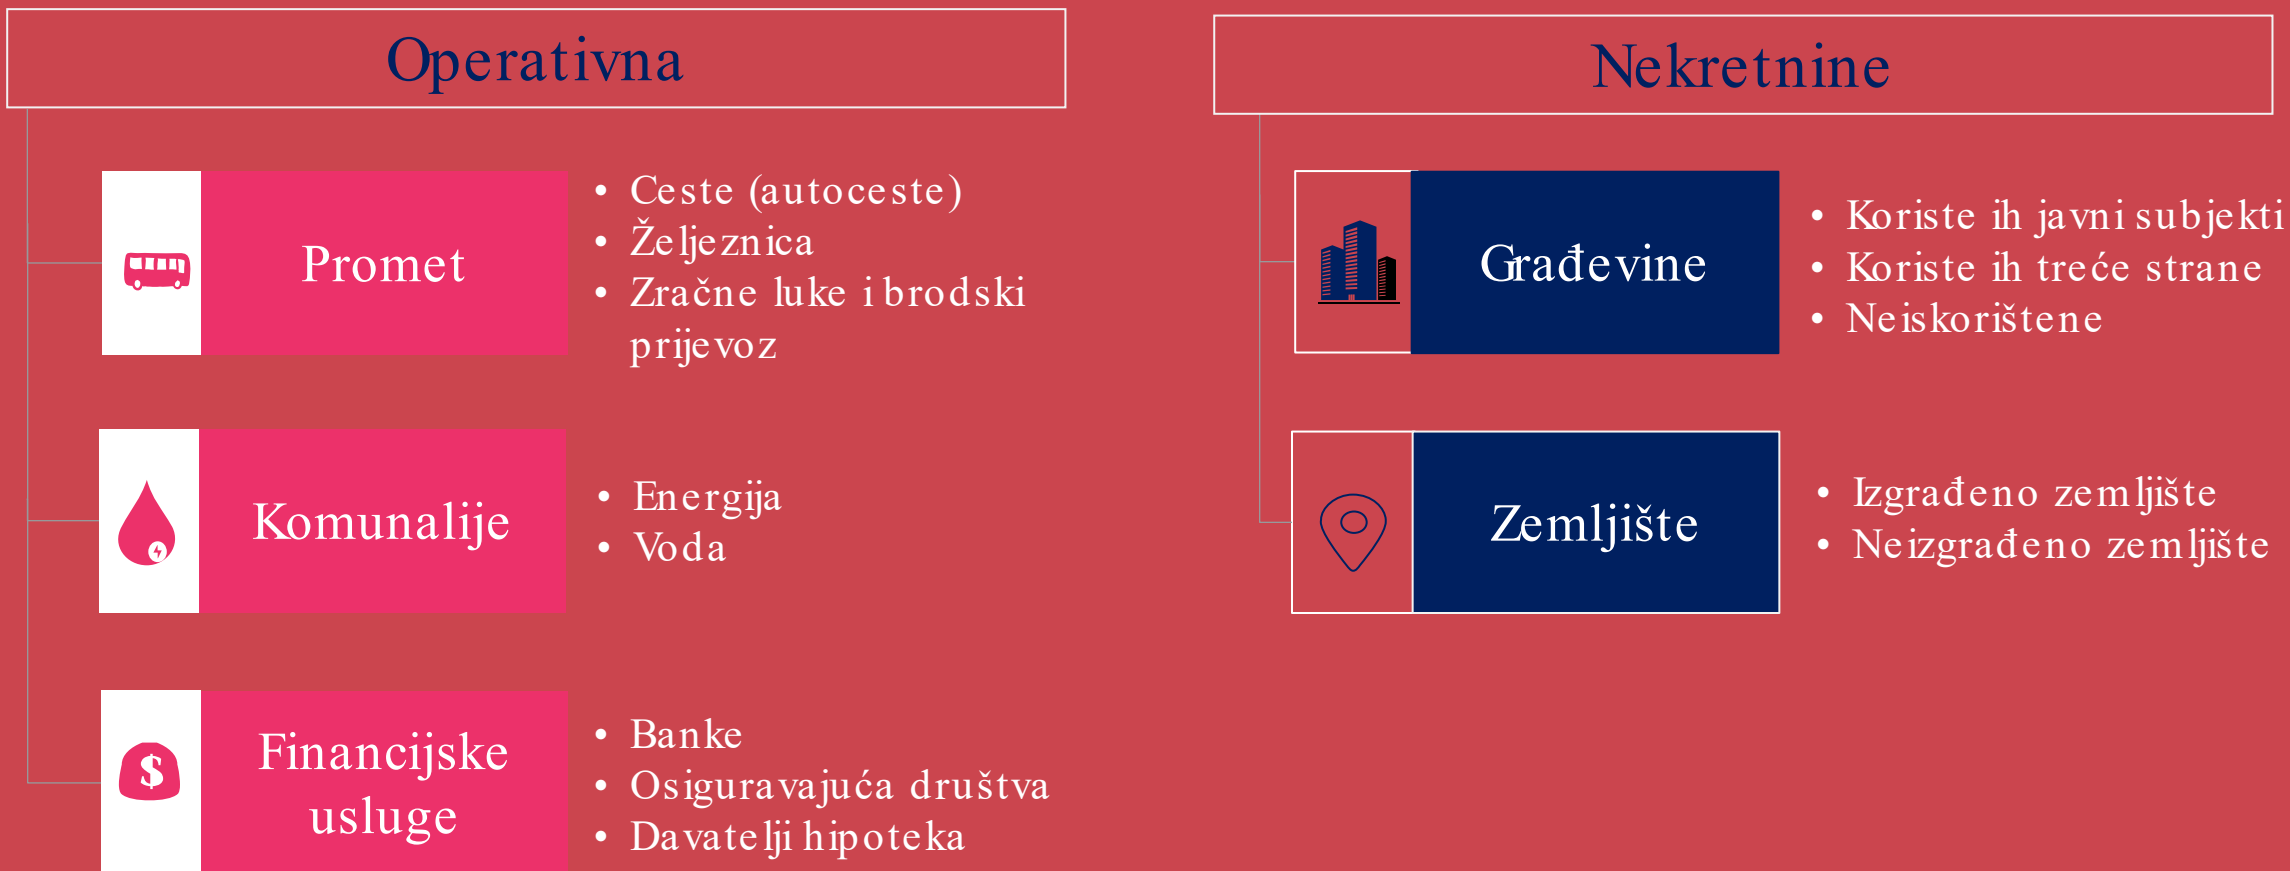 Operativna
Promet
• Ceste (autoceste)
• Željeznica
• Zračne luke i brodski
prijevoz
Komunalije
• Energija
• Voda
Financijske
usluge
• Banke
• Osiguravajuća društva
• Davatelji hipoteka
Nekretnine
Građevine
• Koriste ih javni subjekti
• Koriste ih treće strane
• Neiskorištene
Zemljište
• Izgrađeno zemljište
• Neizgrađeno zemljište